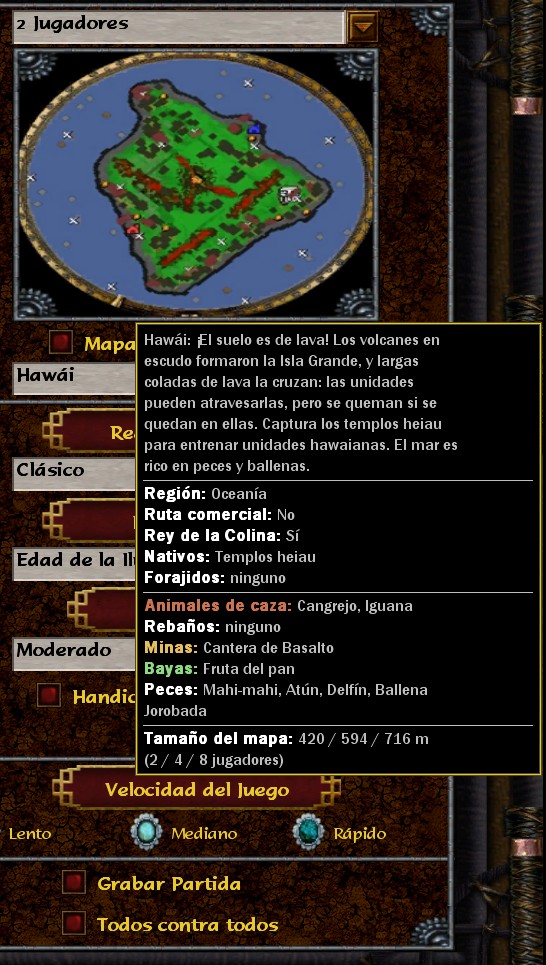 2 Jugadores
Mapa
Hawái
Clásico
Edad de la Il
Moderado
Handic
Hawái: ¡El suelo es de lava! Los volcanes en
escudo formaron la Isla Grande, y largas
coladas de lava la cruzan: las unidades
pueden atravesarlas, pero se queman si se
quedan en ellas. Captura los templos heiau
para entrenar unidades hawaianas. El mar es
rico en peces y ballenas.
Región: Oceanía
Ruta comercial: No
Rey de la Colina: Sí
Nativos: Templos heiau
Forajidos: ninguno
Animales de caza: Cangrejo, Iguana
Rebaños: ninguno
Minas: Cantera de Basalto
Bayas: Fruta del pan
Peces: Mahi-mahi, Atún, Delfín, Ballena
Jorobada
Tamaño del mapa: 420 / 594 / 716 m
(2 / 4 / 8 jugadores)
Velocidad del Juego
Lento Mediano Rápido
Grabar Partida
Todos contra todos